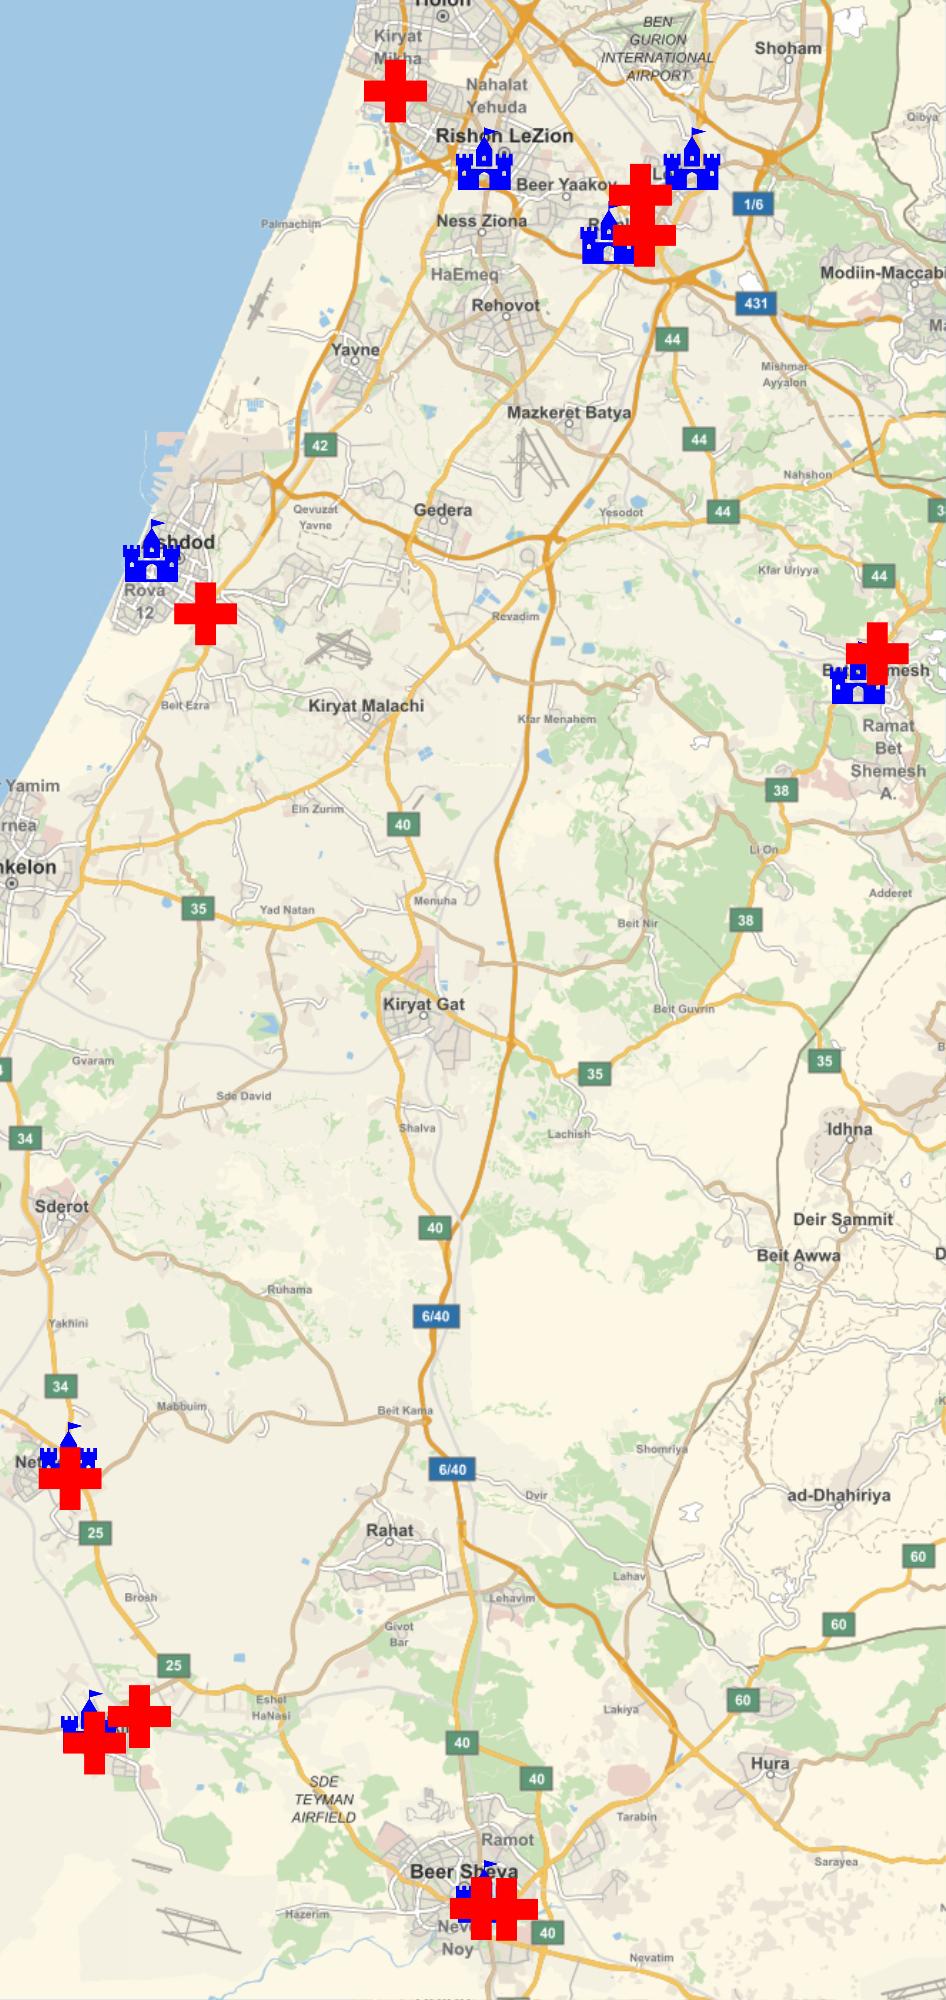 Holon
BEN
GURION
INTERNATIONAL
AIRPORT
Kiryat
Shoham
Nahalat
Yehuda
Qibya
Rishon LeZion
Beer Yaakov
1/6
Ness Ziona
Palmachim
HaEmeq
Modiin-Maccabi
431
Rehovot
44
Yavne
Mishmar
Ayyalon
Mazkeret Batya
42
44
Nahshon
Qevuzat
Yavne
Gedera
Yesodot
44
shdod
Kfar Uriyya
44
Rova
12
Revadim
mesh
Beit Ezra
Kiryat Malachi
Kfar Menahem
Ramat
Bet
Shemesh
A.
Yamim
38
Ein Zurim
40
rnea
Li On
hkelon
Adderet
Menuha
35
Yad Natan
Beit Nir
38
Kiryat Gat
Beit Guvrin
Gvaram
35
35
Sde David
Shalva
Lachish
Idhna
34
Sderot
40
Deir Sammit
Beit Awwa
Ruhama
6/40
Yakhini
34
Mabbuim
Beit Kama
Shomriya
Net
6/40
Dvir
ad-Dhahiriya
25
Rahat
60
Lahav
Brosh
Lehavim
Givot
Bar
60
25
Eshel
HaNasi
Lakiya
60
40
Hura
40
SDE
TEYMAN
AIRFIELD
Tarabin
Ramot
Beer Sheva
Sarayea
Hazerim
Neve
Noy
40
Nevatim